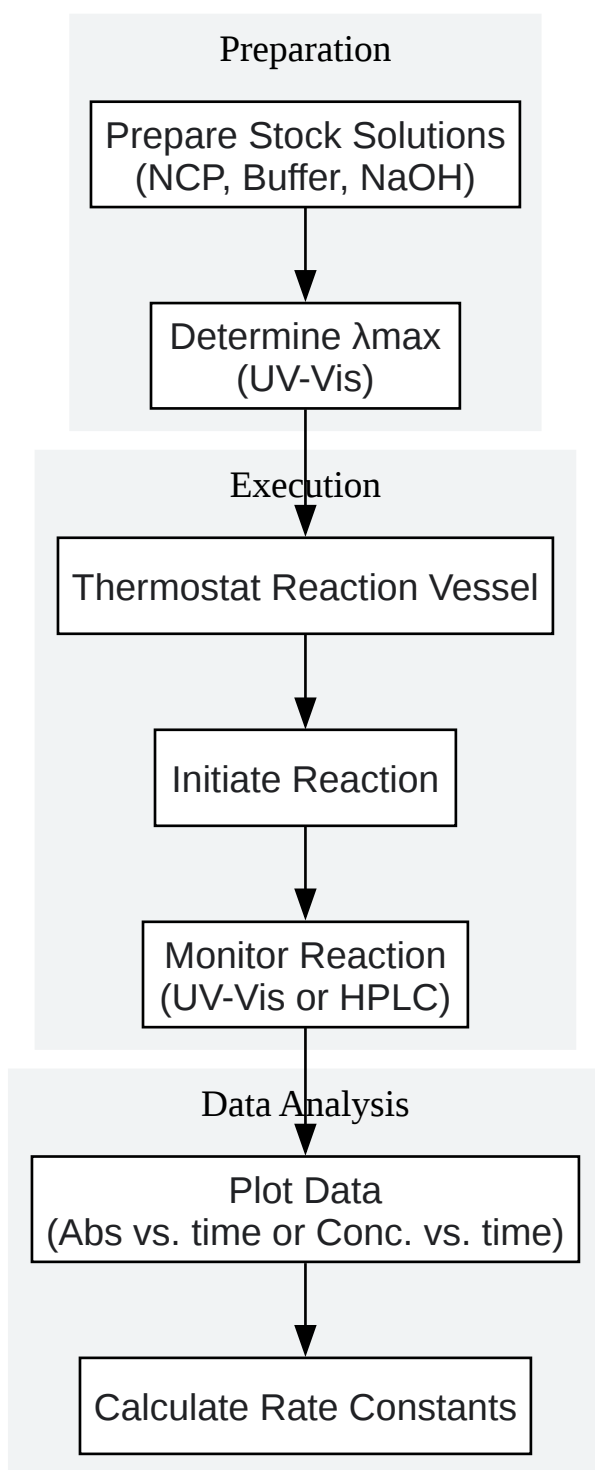 Preparation
Prepare Stock Solutions
(NCP, Buffer, NaOH)
Determine λmax
(UV-Vis)
Execution
Thermostat Reaction Vessel
Initiate Reaction
Monitor Reaction
(UV-Vis or HPLC)
Data Analysis
Plot Data
(Abs vs. time or Conc. vs. time)
Calculate Rate Constants